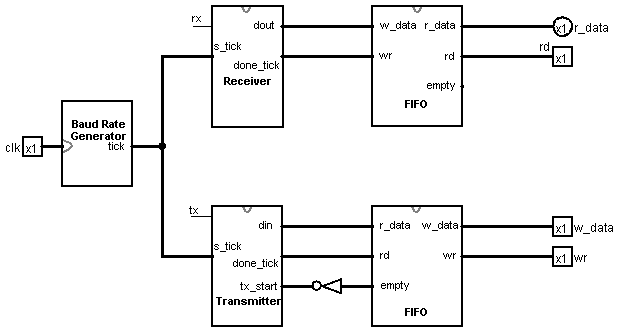 rx
dout
w_data
r_data
x1
r_data
s_tick
done_tick
wr
rd
rd
x1
Receiver
empty
FIFO
Baud Rate
Generator
clk
x1
tick
tx
din
r_data
w_data
x1
w_data
s_tick
done_tick
rd
wr
x1
wr
tx_start
empty
Transmitter
FIFO